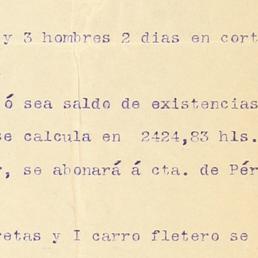 y 3 hombres 2 dias en cort
ó sea saldo de existencias
se calcula en 2424,83 hls.
, se abonará á cta. de Pér
retas y I carro fletero se